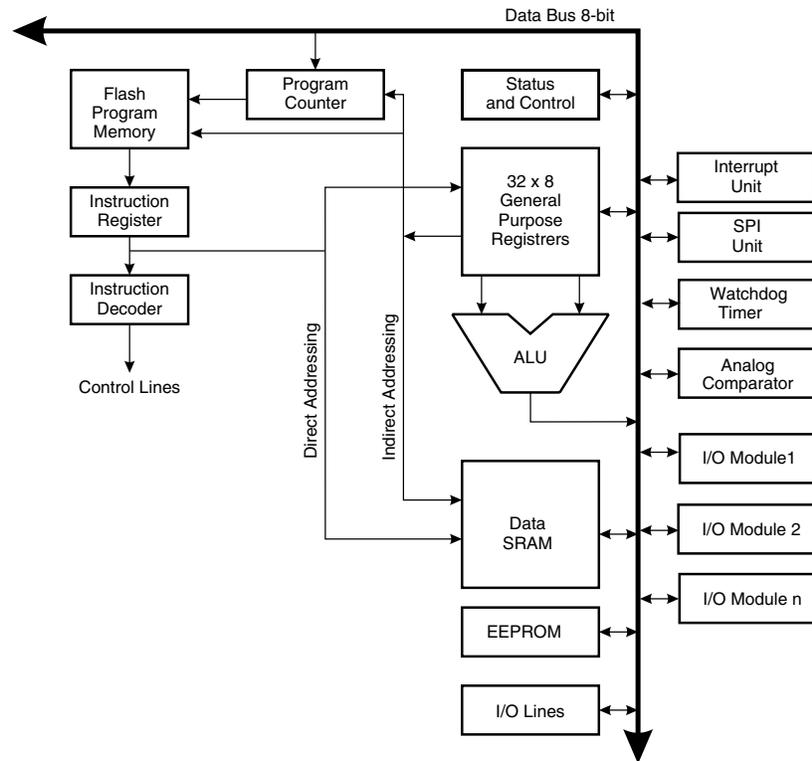 Data Bus 8-bit
Flash
Program
Memory
Program
Counter
Status
and Control
Instruction
Register
32 x 8
General
Purpose
Registrers
Interrupt
Unit
SPI
Unit
Instruction
Decoder
Watchdog
Timer
Control Lines
Direct Addressing
Indirect Addressing
ALU
Analog
Comparator
I/O Module1
Data
SRAM
I/O Module 2
I/O Module n
EEPROM
I/O Lines